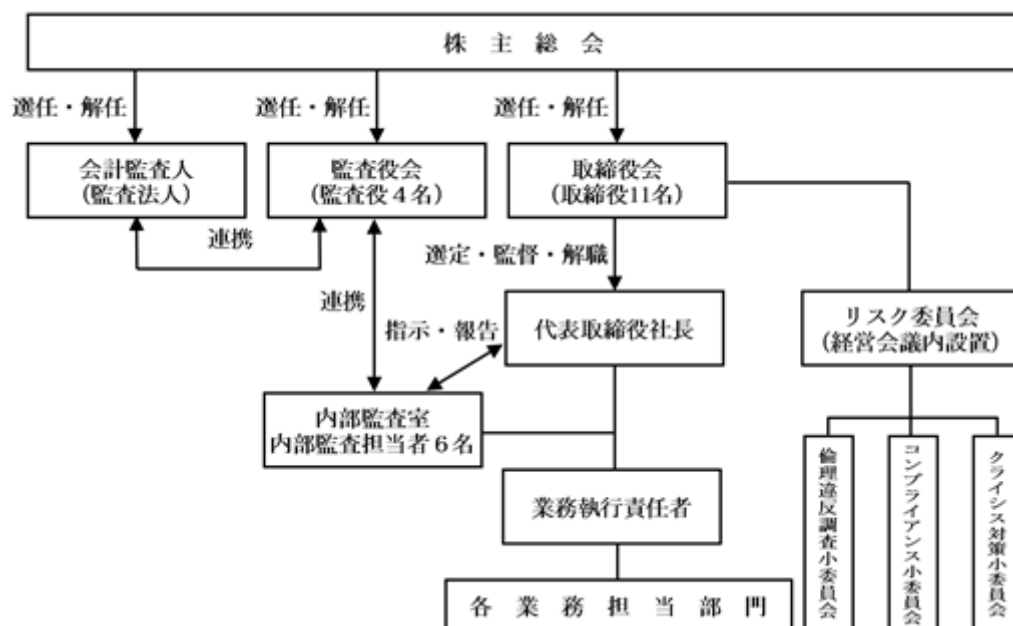 株主総会
選任・解任
選任・解任
選任・解任
会計監査人
(監査法人)
監査役会
(監査役4名)
取締役会
(取締役11名)
連携
選定・監督・解職
連携
指示・報告
代表取締役社長
リスク委員会
(経営会議内設置)
内部監査室
内部監査担当者6名
業務執行責任者
倫理違反調査小委員会
コンプライアンス小委員会
クライシス対策小委員会
各業務担当部門